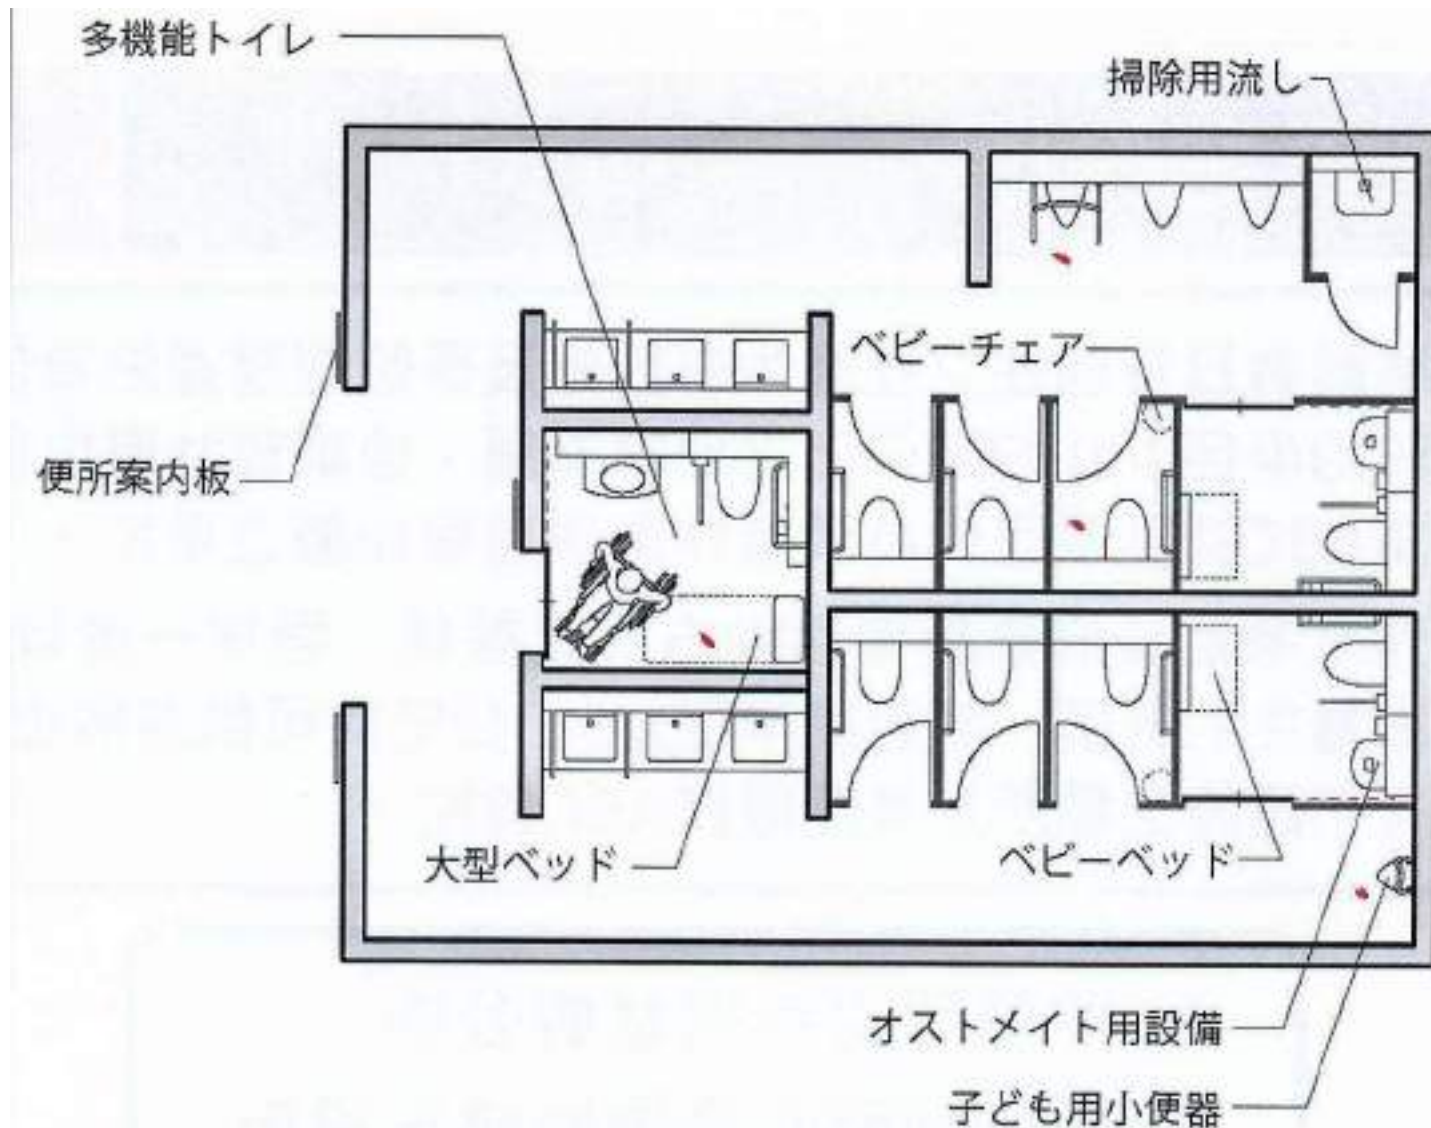 多機能トイレ
掃除用流し
ベビーチェア
便所案内板
大型ベッド
ベビーベッド
オストメイト用設備
子ども用小便器